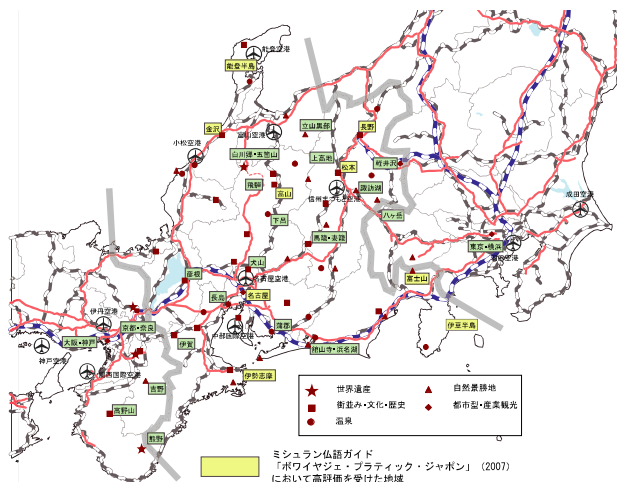 能登空港
能登半島
金沢
富山空港
立山黒部
長野
小松空港
白川郷・五箇山
上高地
松本
軽井沢
飛騨
高山
諏訪湖
信州まつもと空港
八ヶ岳
成田空港
下呂
馬籠・妻籠
東京・横浜
犬山
彦根
名古屋空港
富士山
長島
名古屋
伊丹空港
京都・奈良
蒲郡
伊豆半島
大阪・神戸
伊賀
中部国際空港
舘山寺・浜名湖
神戸空港
関西国際空港
伊勢志摩
吉野
高野山
熊野
世界遺産
自然景勝地
街並み・文化・歴史
都市型・産業観光
温泉
ミシュラン仏語ガイド
「ボワイヤジェ・プラティック・ジャポン」 (2007)
において高評価を受けた地域